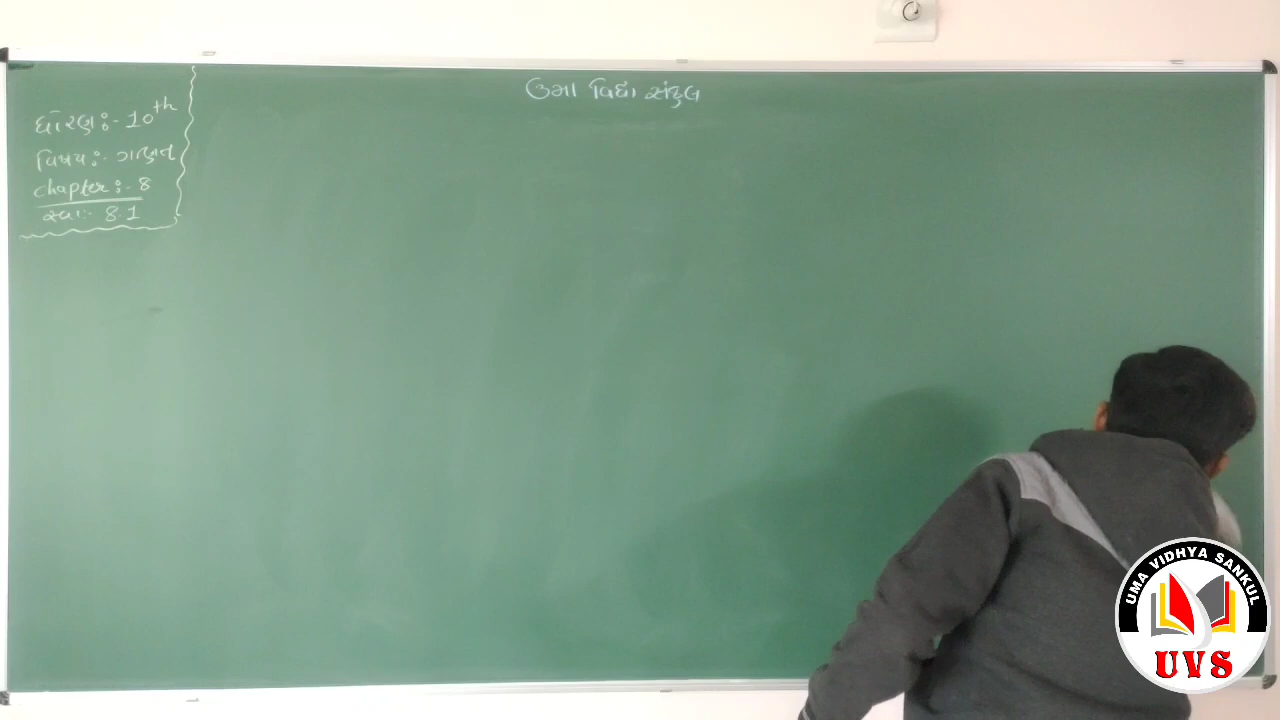 ઉમા વિદ્યા સંકુલ
ધોરણ :- 10th
વિષય :- ગણિત
chapter :- 8
સ્વા :- 8.1
UMA VIDHYA SANKUL
UVS